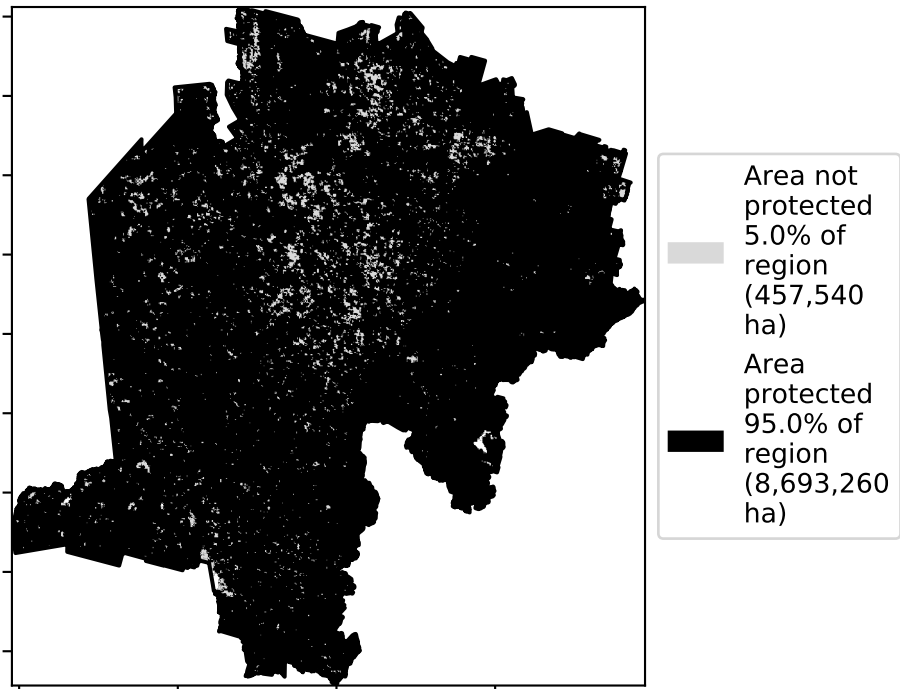 Area not
protected
5.0% of
region
(457,540
ha)
Area
protected
95.0% of
region
(8,693,260
ha)